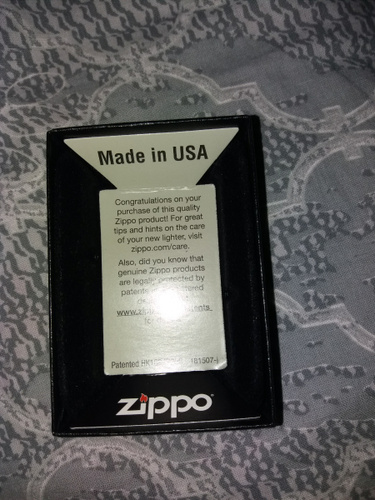 Made in USA
Congratulations on your
purchase of this quality
Zippo product! For great
tips and hints on the care
of your new lighter, visit
zippo.com/care.
Also, did you know that
genuine Zippo products
are legally protected by
patents
Patented
zippo